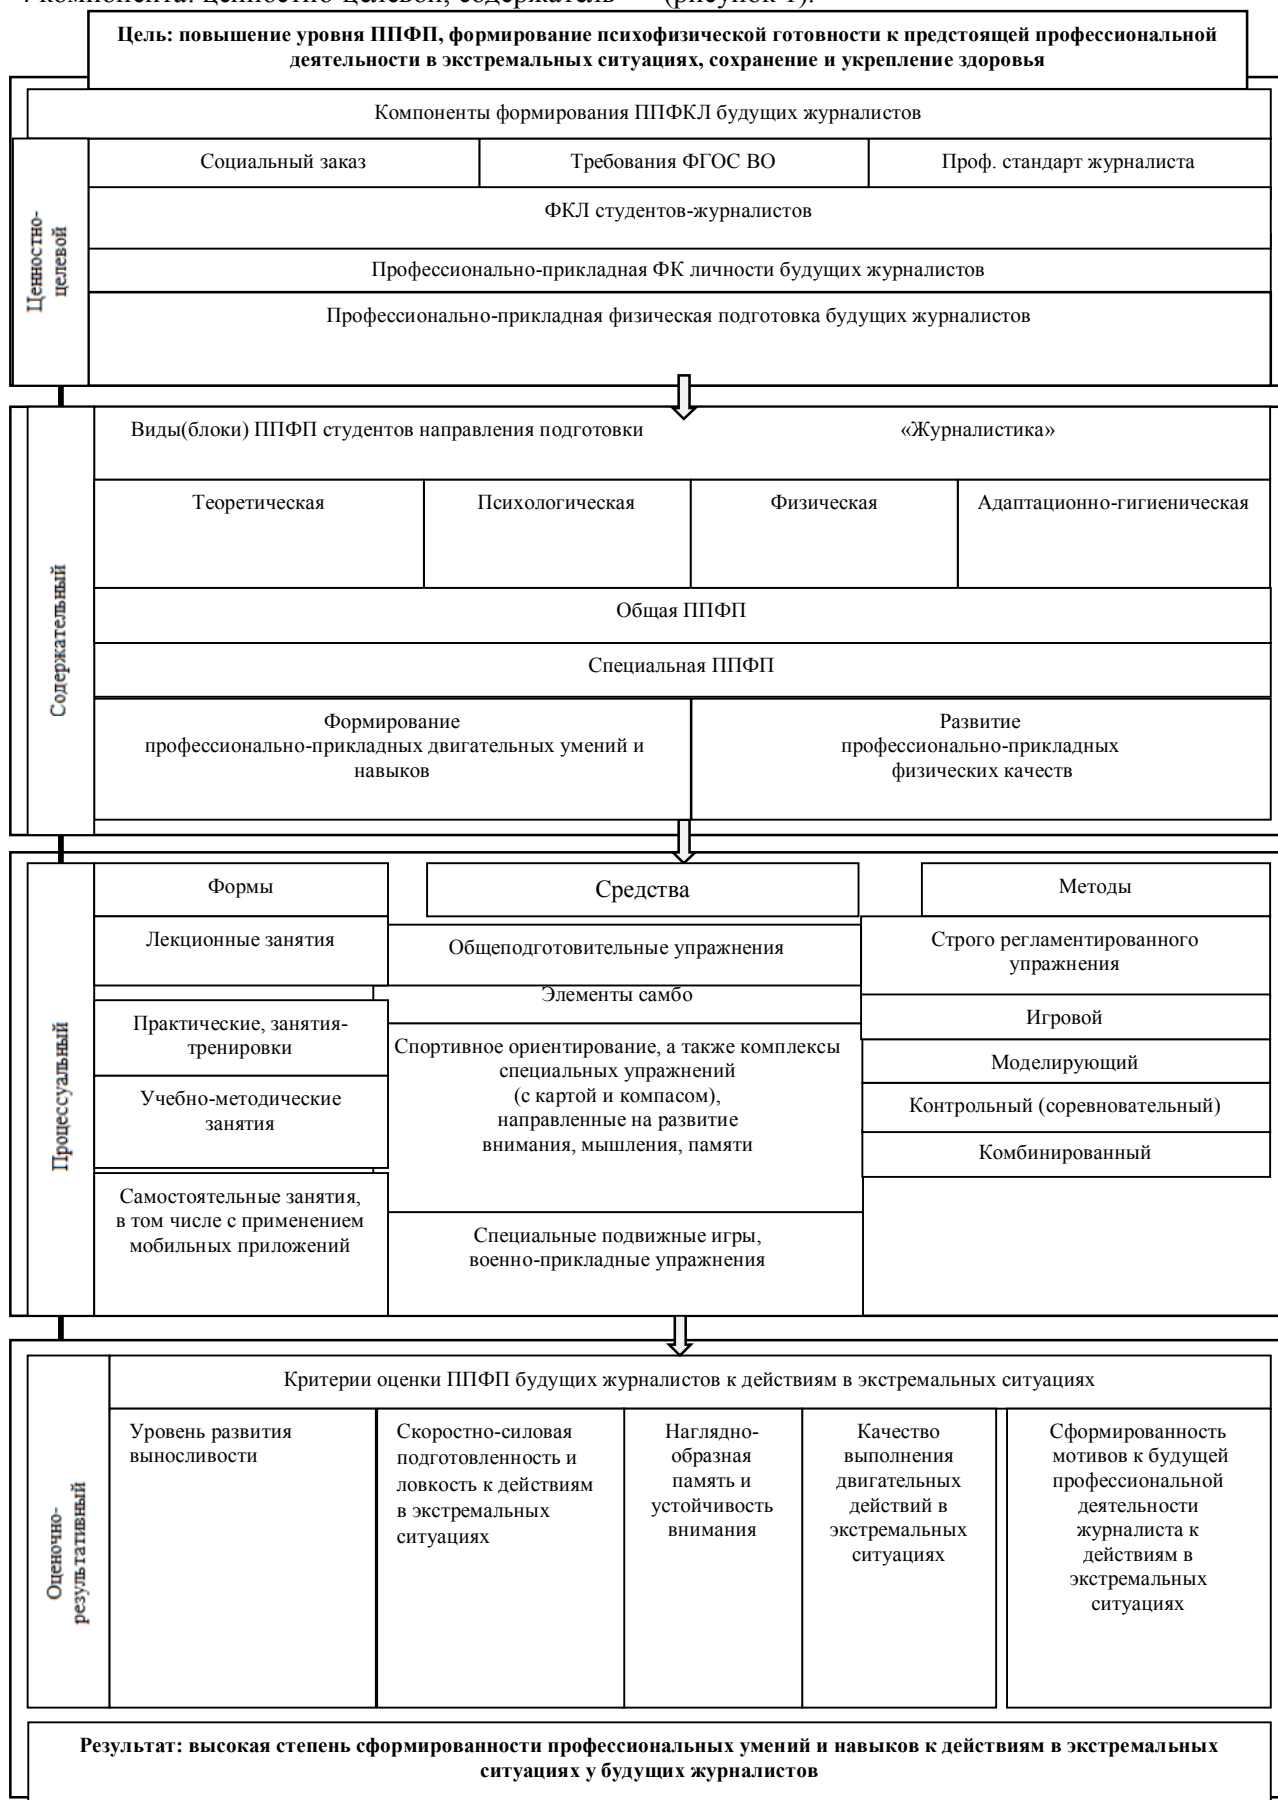 4 компонента: ценностно-целевой, содержатель- (рисунок 1).
Цель: повышение уровня ППФП, формирование психофизической готовности к предстоящей профессиональной
деятельности в экстремальных ситуациях, сохранение и укрепление здоровья
Компоненты формирования ППФКЛ будущих журналистов
Ценностно-
целевой
Социальный заказ
Требования ФГОС ВО
Проф. стандарт журналиста
ФКЛ студентов-журналистов
Профессионально-прикладная ФК личности будущих журналистов
Профессионально-прикладная физическая подготовка будущих журналистов
Содержательный
Виды(блоки) ППФП студентов направления подготовки «Журналистика»
Теоретическая
Психологическая
Физическая
Адаптационно-гигиеническая
Общая ППФП
Специальная ППФП
Формирование
профессионально-прикладных двигательных умений и
навыков
Развитие
профессионально-прикладных
физических качеств
Процессуальный
Формы
Лекционные занятия
Практические, занятия-
тренировки
Учебно-методические
занятия
Самостоятельные занятия,
в том числе с применением
мобильных приложений
Средства
Общеподготовительные упражнения
Элементы самбо
Спортивное ориентирование, а также комплексы
специальных упражнений
(с картой и компасом),
направленные на развитие
внимания, мышления, памяти
Специальные подвижные игры,
военно-прикладные упражнения
Методы
Строго регламентированного
упражнения
Игровой
Моделирующий
Контрольный (соревновательный)
Комбинированный
Оценочно-
результативный
Критерии оценки ППФП будущих журналистов к действиям в экстремальных ситуациях
Уровень развития
выносливости
Скоростно-силовая
подготовленность и
ловкость к действиям
в экстремальных
ситуациях
Наглядно-
образная
память и
устойчивость
внимания
Качество
выполнения
двигательных
действий в
экстремальных
ситуациях
Сформированность
мотивов к будущей
профессиональной
деятельности
журналиста к
действиям в
экстремальных
ситуациях
Результат: высокая степень сформированности профессиональных умений и навыков к действиям в экстремальных
ситуациях у будущих журналистов